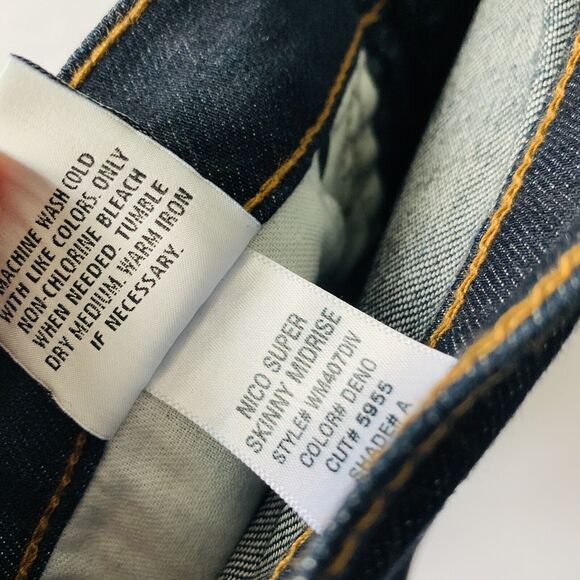 MACHINE WASH COLD
WITH LIKE COLORS. ONLY
NON-CHLORINE BLEACH
WHEN NEEDED. TUMBLE
DRY MEDIUM. WARM IRON
IF NECESSARY.
NICO SUPER
SKINNY MIDRISE
STYLE# WM407DIV
COLOR# DENO
CUT# 5955
SHADE# A